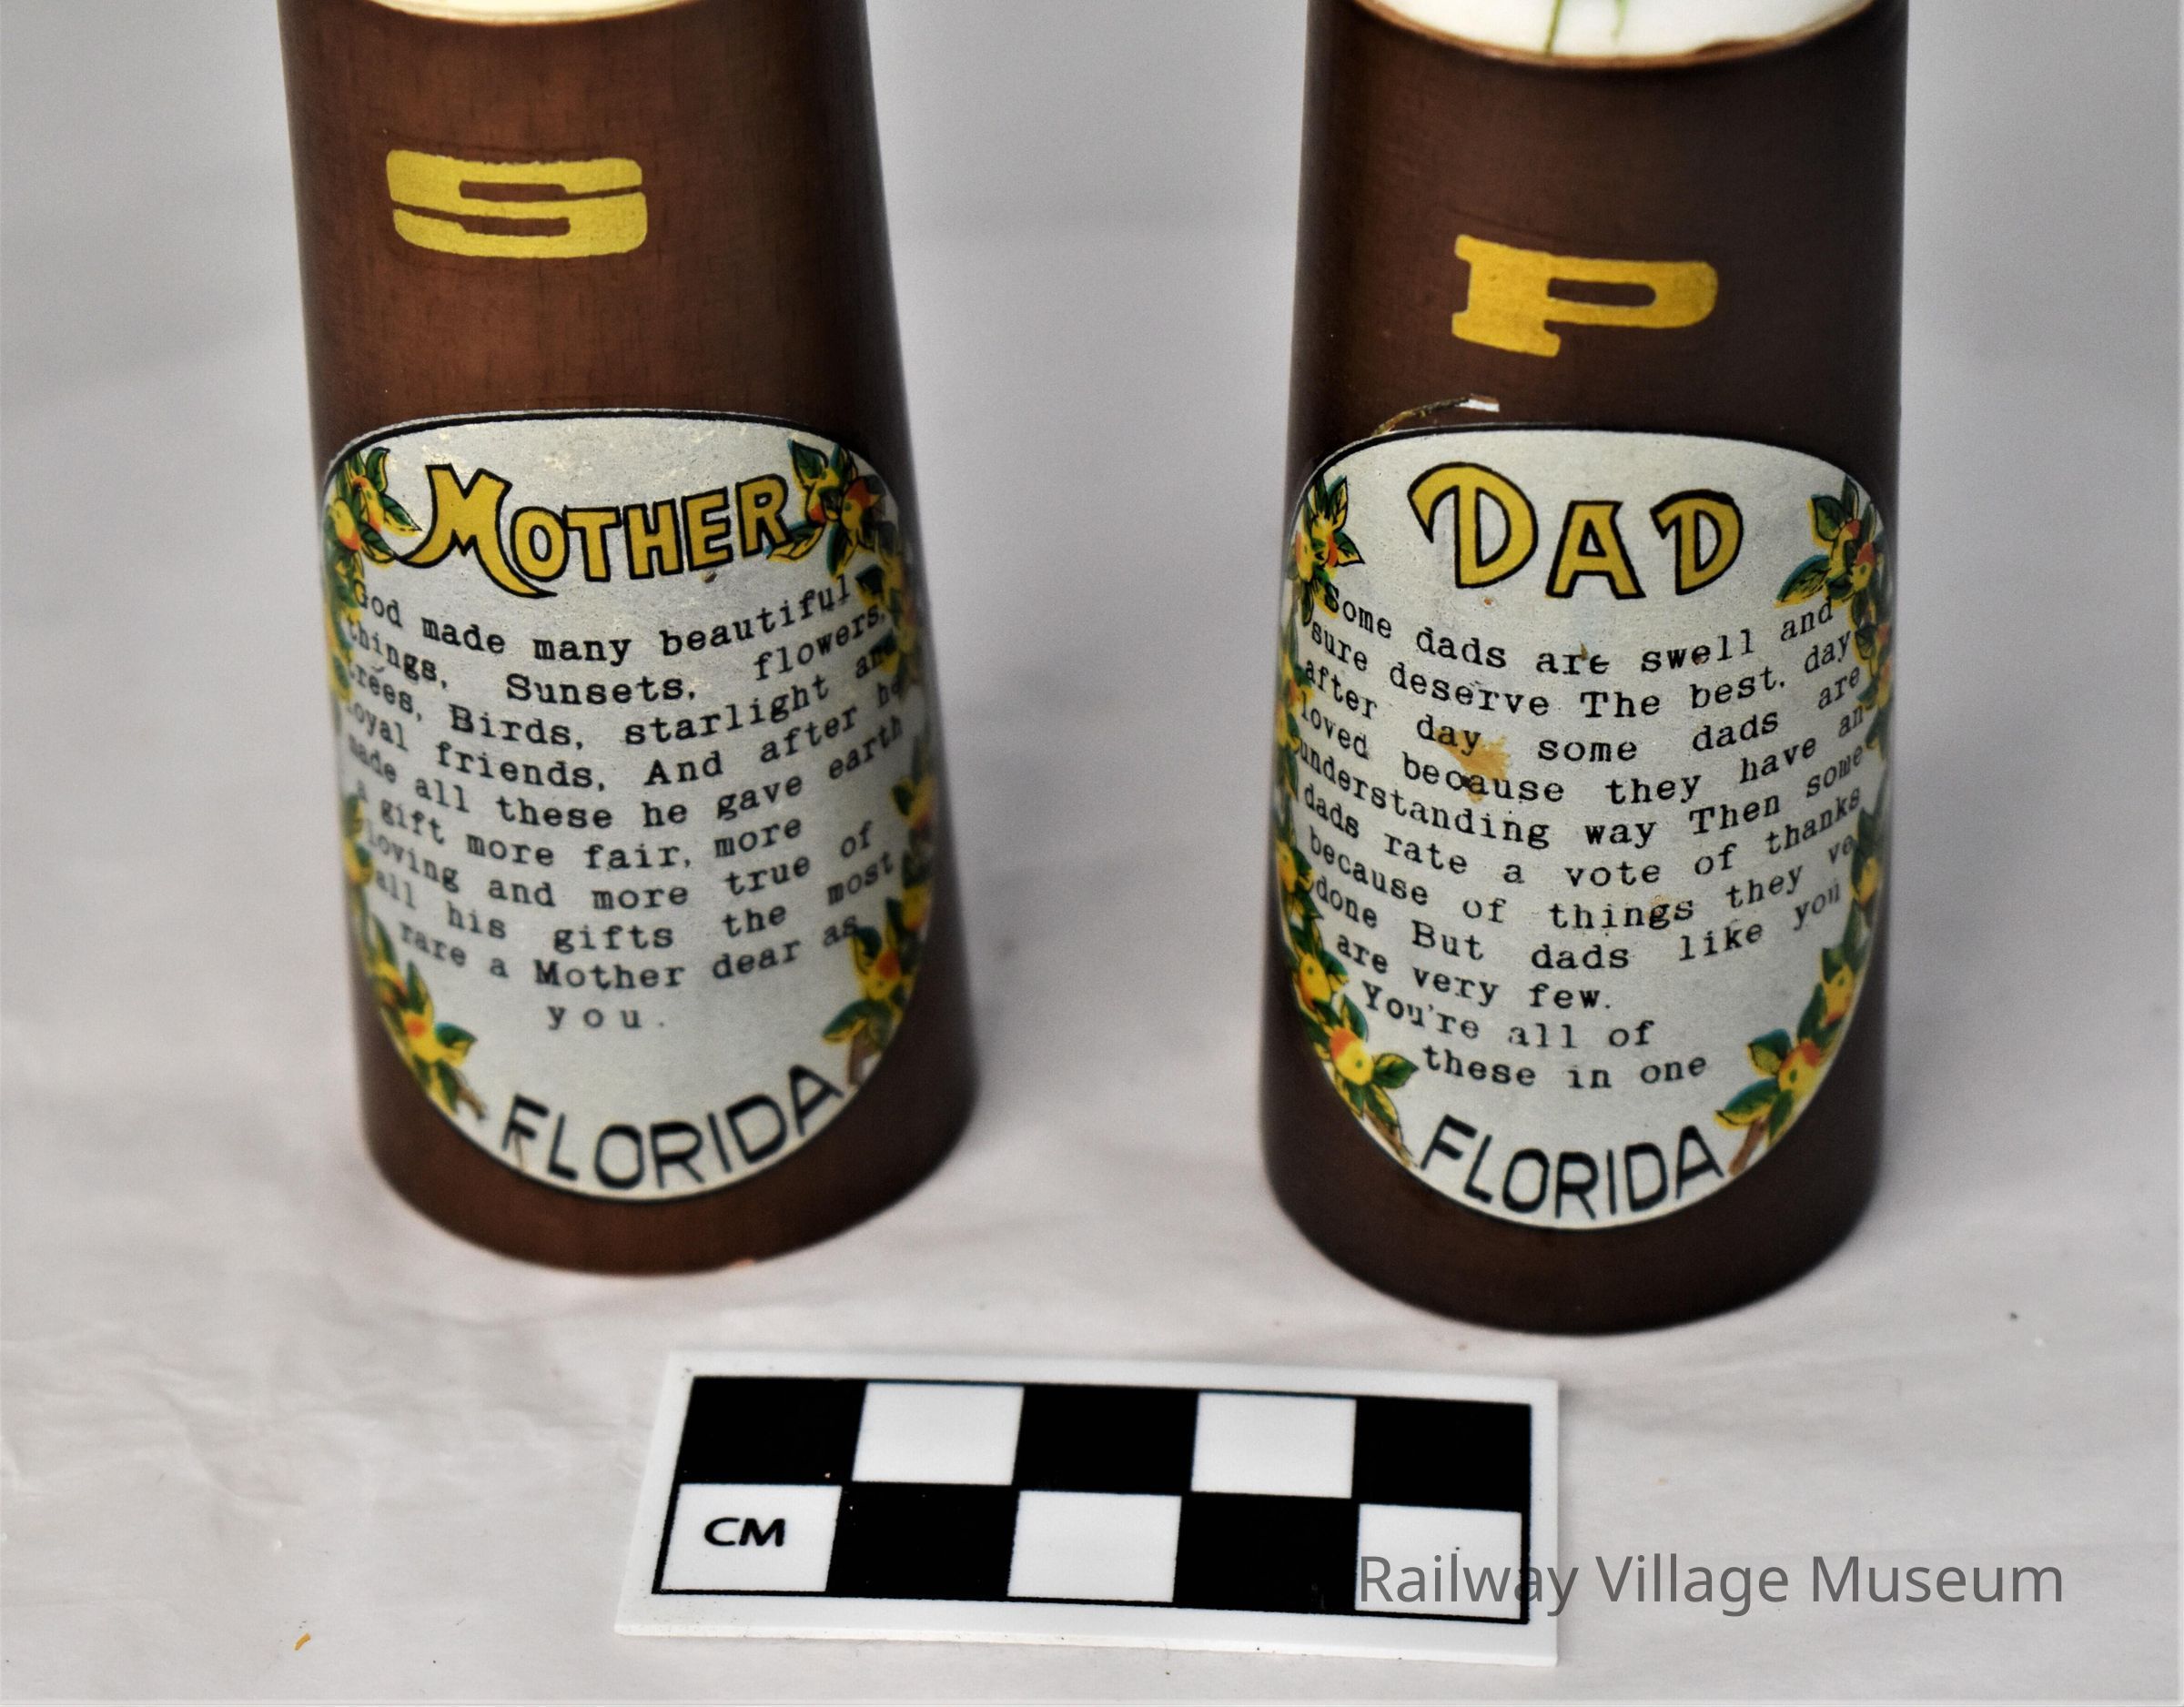 S
MOTHER
God made many beautiful
things, Sunsets, flowers,
trees, Birds, starlight and
loyal friends, And after he
made all these he gave earth
a gift more fair, more
loving and more true of
all his gifts the most
rare a Mother dear as
you.
FLORIDA
P
DAD
Some dads are swell and
sure deserve The best. day
after day some dads are
loved because they have an
understanding way Then some
dads rate a vote of thanks
because of things they ve
done But dads like you
are very few.
You're all of
these in one
FLORIDA
CM
Railway Village Museum